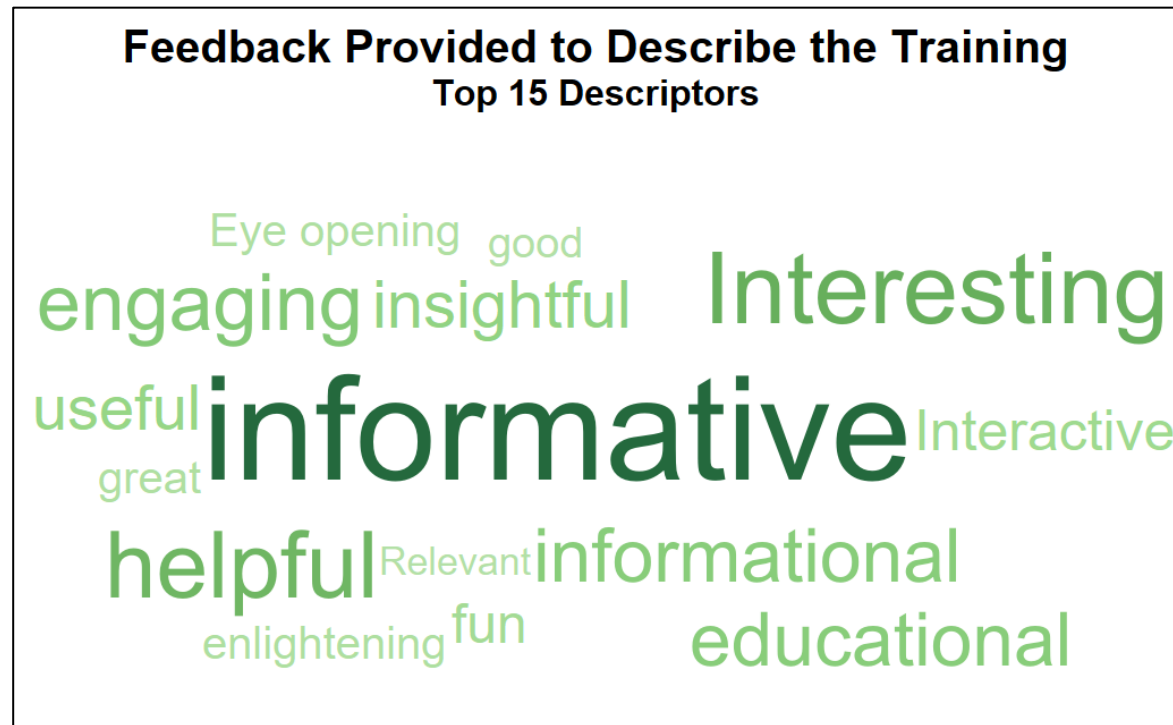 Feedback Provided to Describe the Training
Top 15 Descriptors
Eye opening
good
engaging
insightful
Interesting
useful
informative
Interactive
great
helpful
Relevant
informational
enlightening
fun
educational